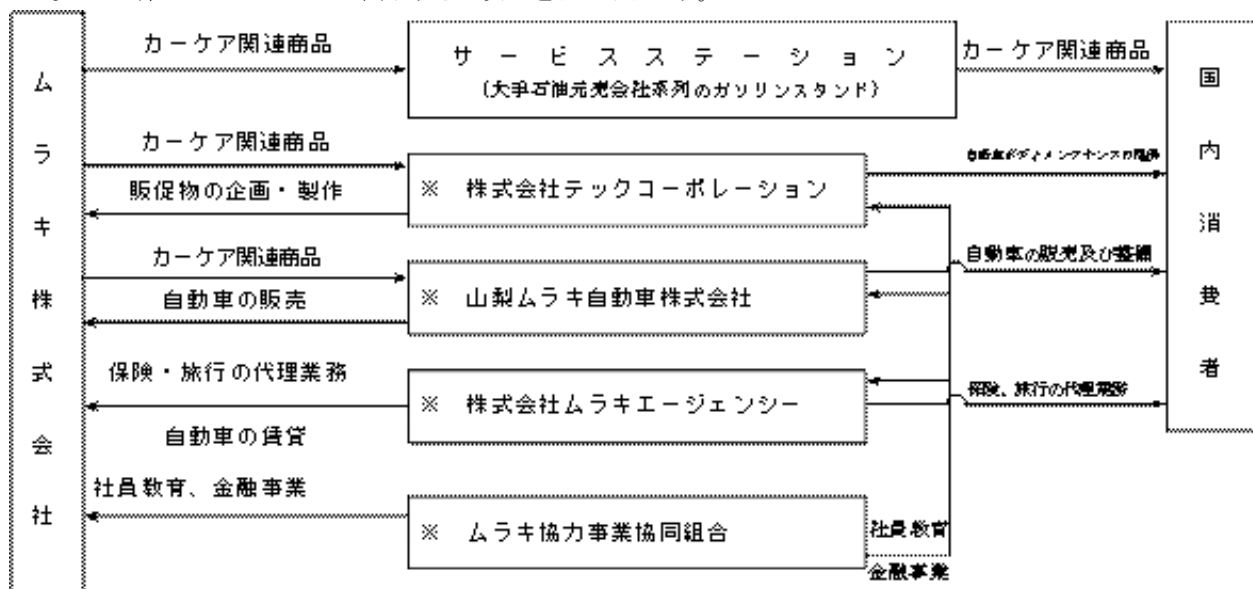 カーケア関連商品
サービスステーション
(大手石油元売会社系列のガソリンスタンド)
カーケア関連商品
ムラキ株式会社
国内消費者
カーケア関連商品
販促物の企画・製作
※ 株式会社テックコーポレーション
カーケア関連商品
自動車の販売
※ 山梨ムラキ自動車株式会社
自動車の販売及び整備
保険・旅行の代理業務
自動車の賃貸
※ 株式会社ムラキエージェンシー
保険、旅行の代理業務
社員教育、金融事業
※ ムラキ協力事業協同組合
社員教育
金融事業